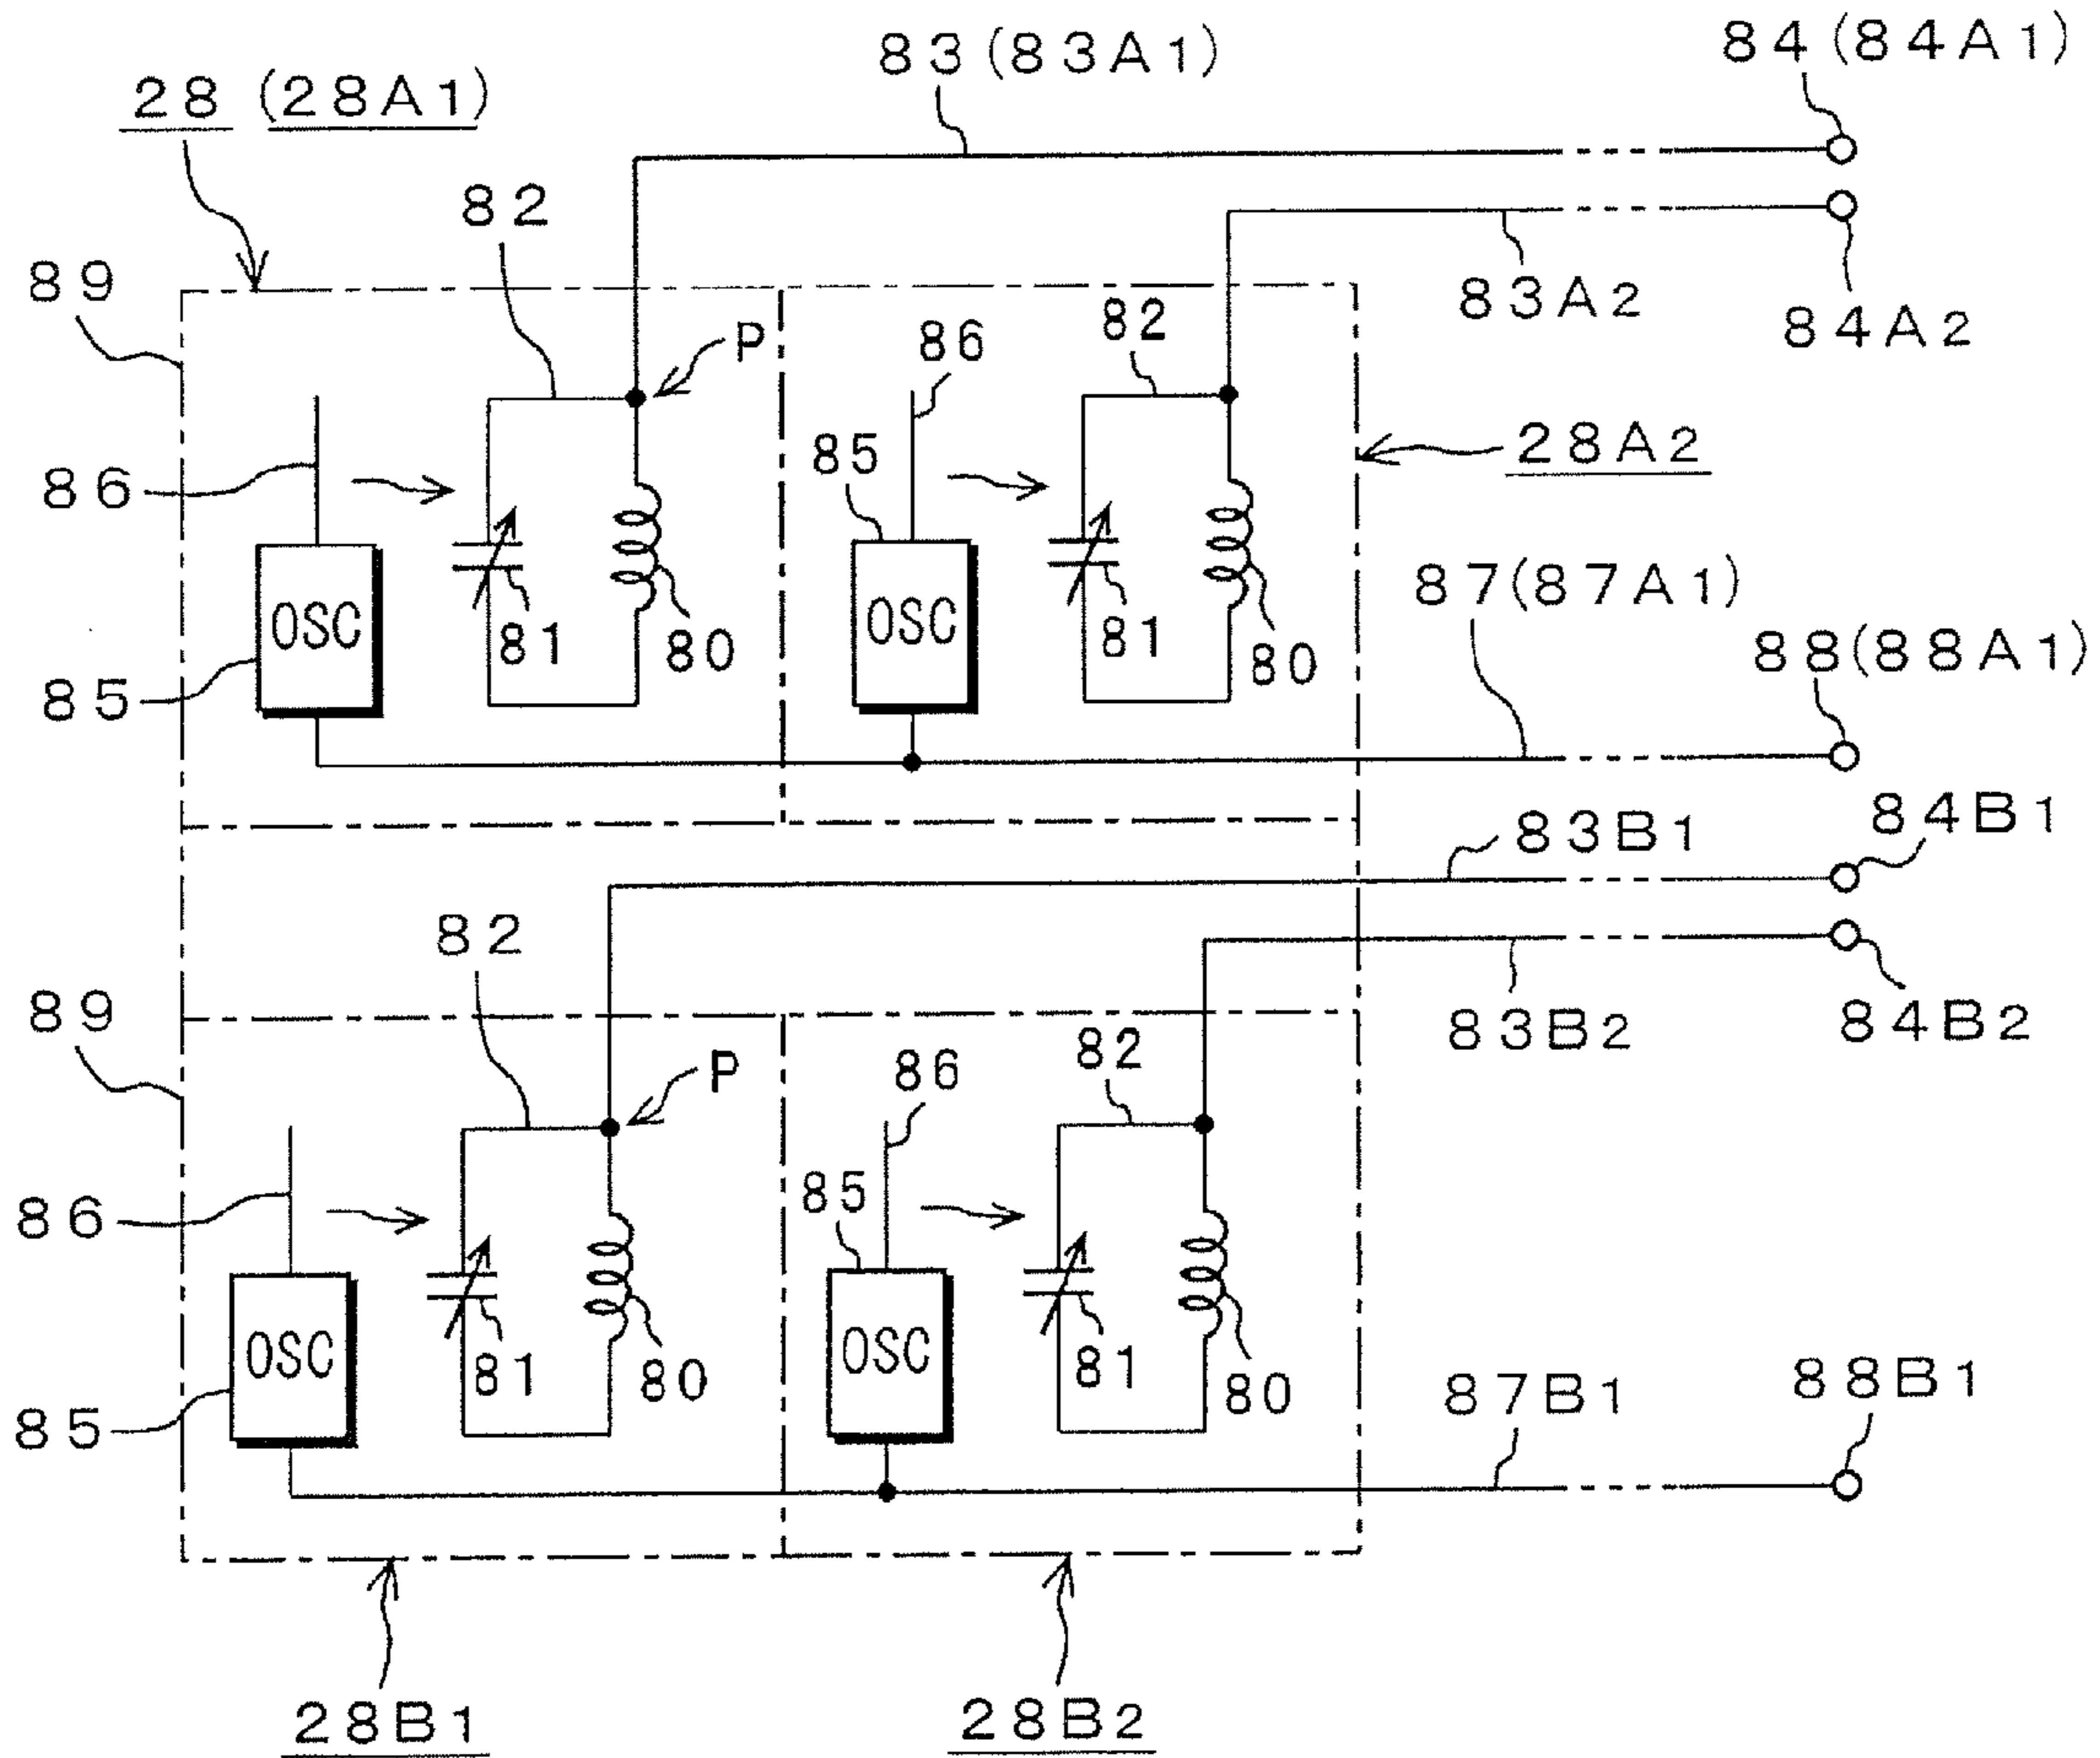 83(83A1)
84(84A1)
28(28A1)
82
89
83A2
84A2
P
82
86
28A2
85
86
87(87A1)
OSC
OSC
81
80
81
80
88(88A1)
85
84B1
83B1
82
89
83B2
84B2
P
82
86
85
86
OSC
OSC
81
80
81
80
87B1
88B1
85
28B1
28B2